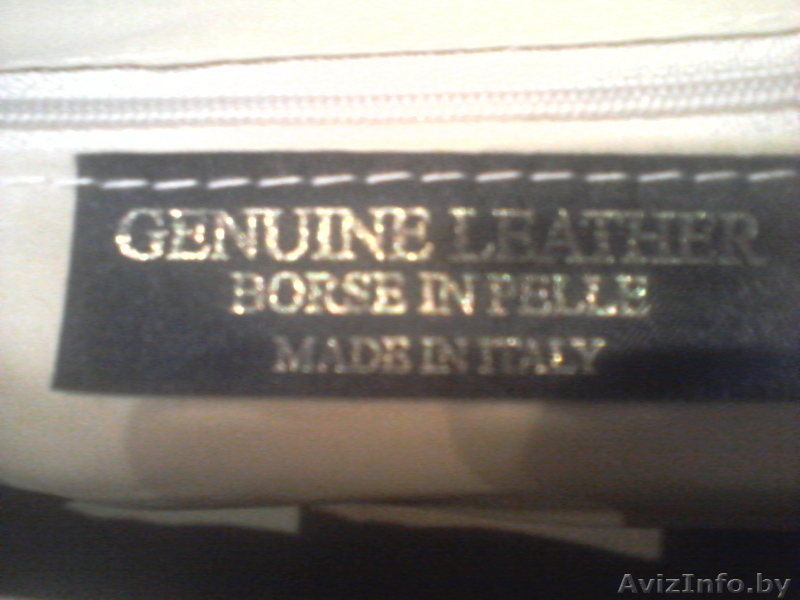 GENUINE LEATHER
BORSE IN PELLE
MADE IN ITALY
AvizInfo.by